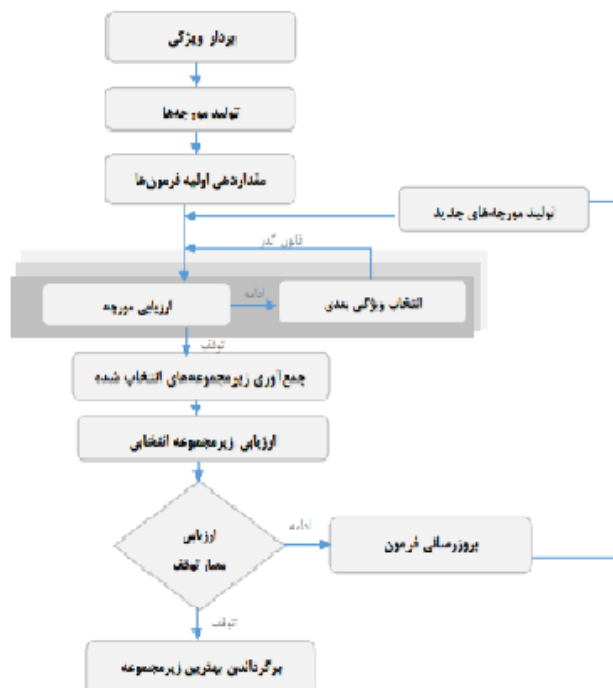 بردار ویژگی
تولید مورچه‌ها
مقداردهی اولیه فرمون‌ها
تولید مورچه‌های جدید
قانون گذر
ارزیابی مورچه
ادامه
انتخاب ویژگی بعدی
توقف
جمع‌آوری زیرمجموعه‌های انتخاب شده
ارزیابی زیرمجموعه انتخابی
ارزیابی
معیار توقف
ادامه
بروزرسانی فرمون
توقف
برگرداندن بهترین زیرمجموعه